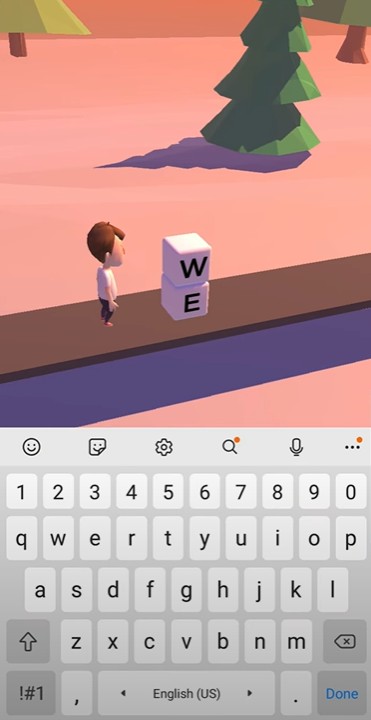 W
E
1 2 3 4 5 6 7 8 9 0
q w e r t y u i o p
a s d f g h j k l
z x c v b n m
!#1 , English (US) . Done